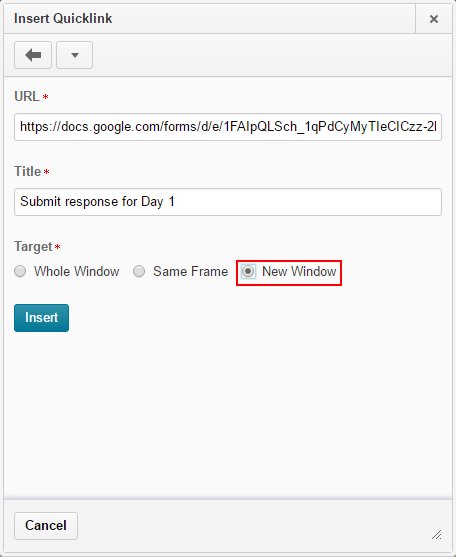 Insert Quicklink
URL *
https://docs.google.com/forms/d/e/1FAIpQLSch_1qPdCyMyTIeCICzz-2l
Title *
Submit response for Day 1
Target *
Whole Window Same Frame New Window
Insert
Cancel